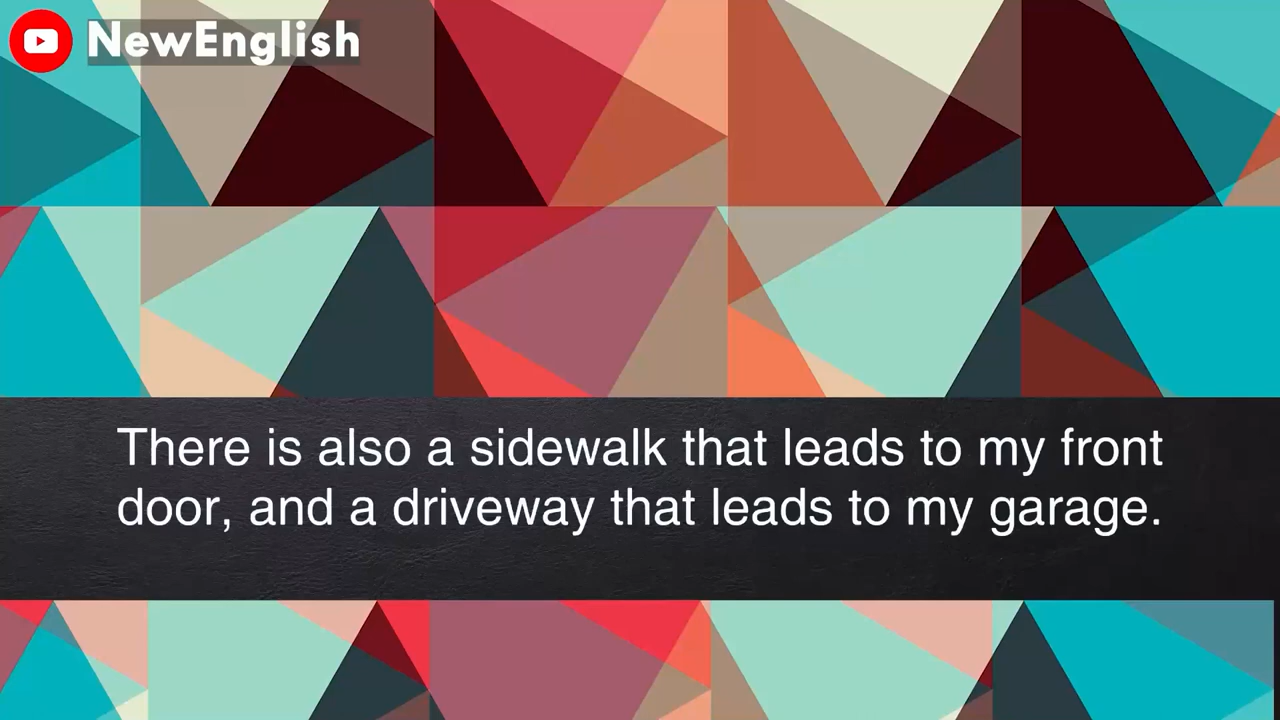 NewEnglish
There is also a sidewalk that leads to my front
door, and a driveway that leads to my garage.